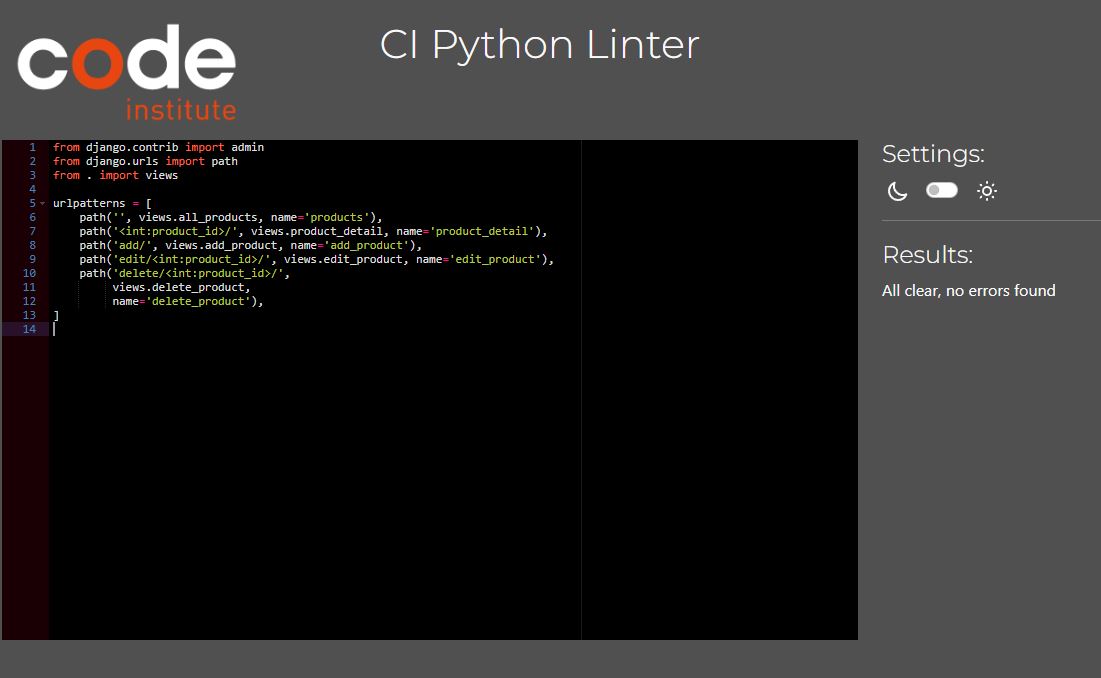 code
institute
CI Python Linter
1 from django.contrib import admin
2 from django.urls import path
3 from . import views
4
5 urlpatterns = [
6     path('', views.all_products, name='products'),
7     path('<int:product_id>/', views.product_detail, name='product_detail'),
8     path('add/', views.add_product, name='add_product'),
9     path('edit/<int:product_id>/', views.edit_product, name='edit_product'),
10     path('delete/<int:product_id>/',
11          views.delete_product,
12          name='delete_product'),
13 ]
14
Settings:
Results:
All clear, no errors found